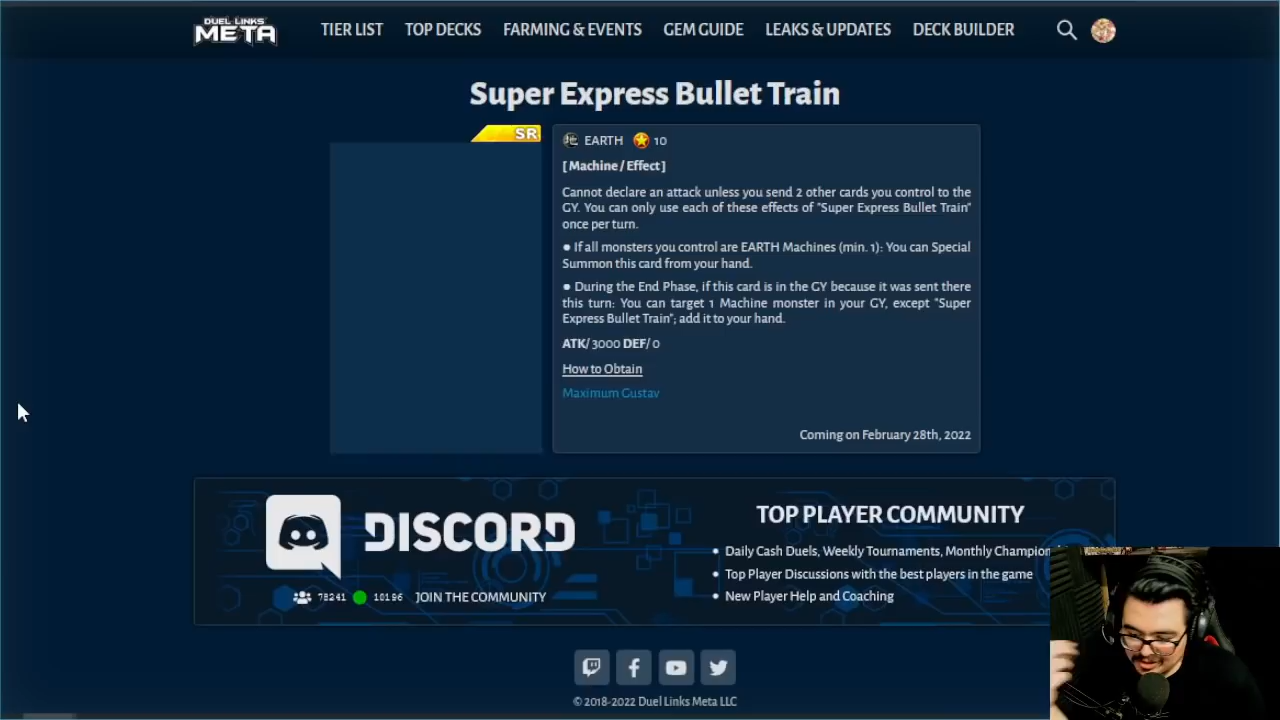 DUEL LINKS
META
TIER LIST TOP DECKS FARMING & EVENTS GEM GUIDE LEAKS & UPDATES DECK BUILDER
Super Express Bullet Train
SR
EARTH 10
[ Machine / Effect ]
Cannot declare an attack unless you send 2 other cards you control to the
GY. You can only use each of these effects of "Super Express Bullet Train"
once per turn.
● If all monsters you control are EARTH Machines (min. 1): You can Special
Summon this card from your hand.
● During the End Phase, if this card is in the GY because it was sent there
this turn: You can target 1 Machine monster in your GY, except "Super
Express Bullet Train"; add it to your hand.
ATK/ 3000 DEF/ 0
How to Obtain
Maximum Gustav
Coming on February 28th, 2022
DISCORD
78241 10196 JOIN THE COMMUNITY
TOP PLAYER COMMUNITY
• Daily Cash Duels, Weekly Tournaments, Monthly Champion
• Top Player Discussions with the best players in the game
• New Player Help and Coaching
© 2018-2022 Duel Links Meta LLC